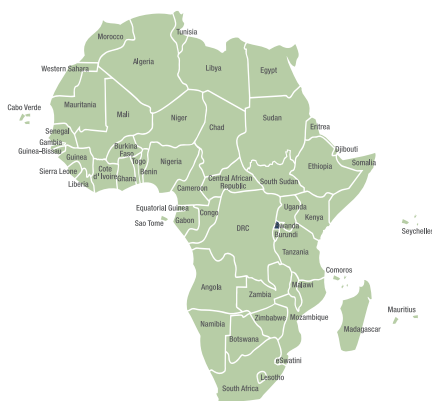 Tunisia
Morocco
Algeria
Libya
Egypt
Western Sahara
Cabo Verde
Mauritania
Mali
Niger
Chad
Sudan
Eritrea
Senegal
Gambia
Guinea-Bissau
Guinea
Burkina
Faso
Djibouti
Somalia
Sierra Leone
Liberia
Cote
d' Ivoire
Ghana
Togo
Benin
Nigeria
Ethiopia
Central African
Republic
South Sudan
Cameroon
Equatorial Guinea
Sao Tome
Gabon
Congo
DRC
Uganda
Kenya
Rwanda
Burundi
Seychelles
Tanzania
Comoros
Angola
Zambia
Malawi
Mozambique
Zimbabwe
Namibia
Botswana
Madagascar
Mauritius
eSwatini
Lesotho
South Africa